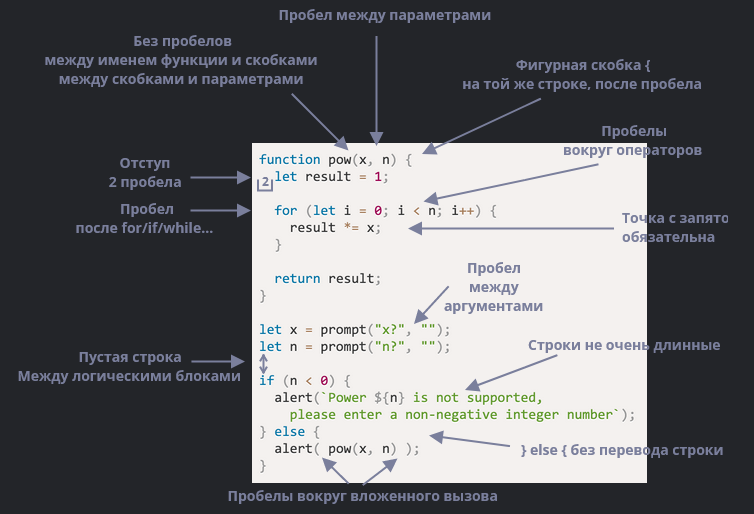 Пробел между параметрами
Без пробелов
между именем функции и скобками
между скобками и параметрами
Фигурная скобка {
на той же строке, после пробела
Пробелы
вокруг операторов
Отступ
2 пробела
Пробел
после for/if/while...
Точка с запято
обязательна
Пробел
между
аргументами
Пустая строка
Между логическими блоками
Строки не очень длинные
} else { без перевода строки
Пробелы вокруг вложенного вызова
function pow(x, n) {
2
let result = 1;
for (let i = 0; i < n; i++) {
result *= x;
}
return result;
}
let x = prompt("x?", "");
let n = prompt("n?", "");
if (n < 0) {
alert(`Power ${n} is not supported,
please enter a non-negative integer number`);
} else {
alert( pow(x, n) );
}